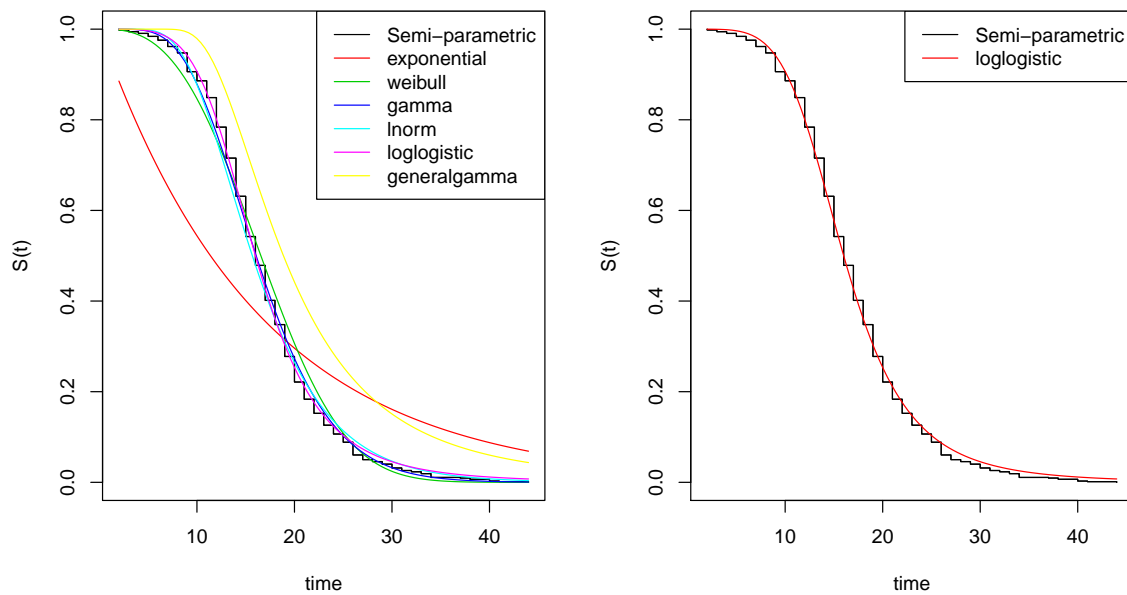 Semi−parametric
exponential
weibull
gamma
lnorm
loglogistic
generalgamma
S(t)
0.0
0.2
0.4
0.6
0.8
1.0
10
20
30
40
time
Semi−parametric
loglogistic
S(t)
0.0
0.2
0.4
0.6
0.8
1.0
10
20
30
40
time